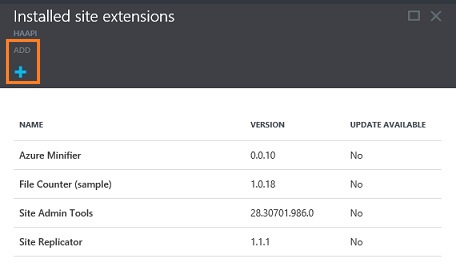 Installed site extensions
HAAPI
ADD
NAME VERSION UPDATE AVAILABLE
Azure Minifier 0.0.10 No
File Counter (sample) 1.0.18 No
Site Admin Tools 28.30701.986.0 No
Site Replicator 1.1.1 No